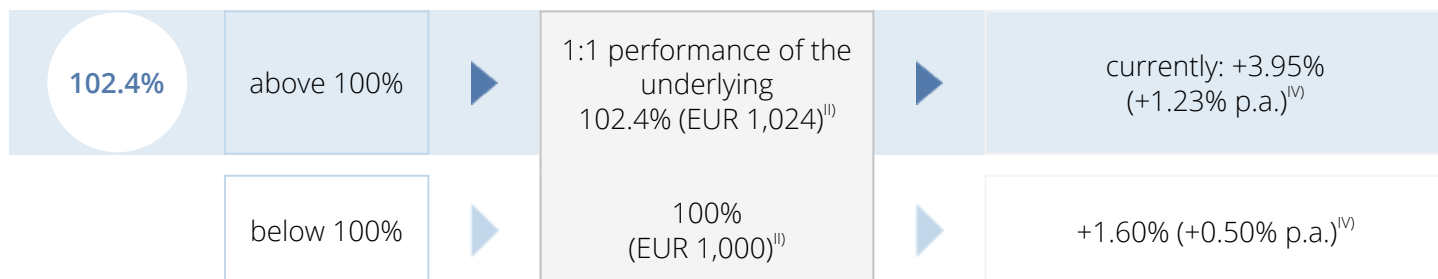 102.4%
above 100%
1:1 performance of the
underlying
102.4% (EUR 1,024)II)
currently: +3.95%
(+1.23% p.a.)IV)
below 100%
100%
(EUR 1,000)II)
+1.60% (+0.50% p.a.)IV)